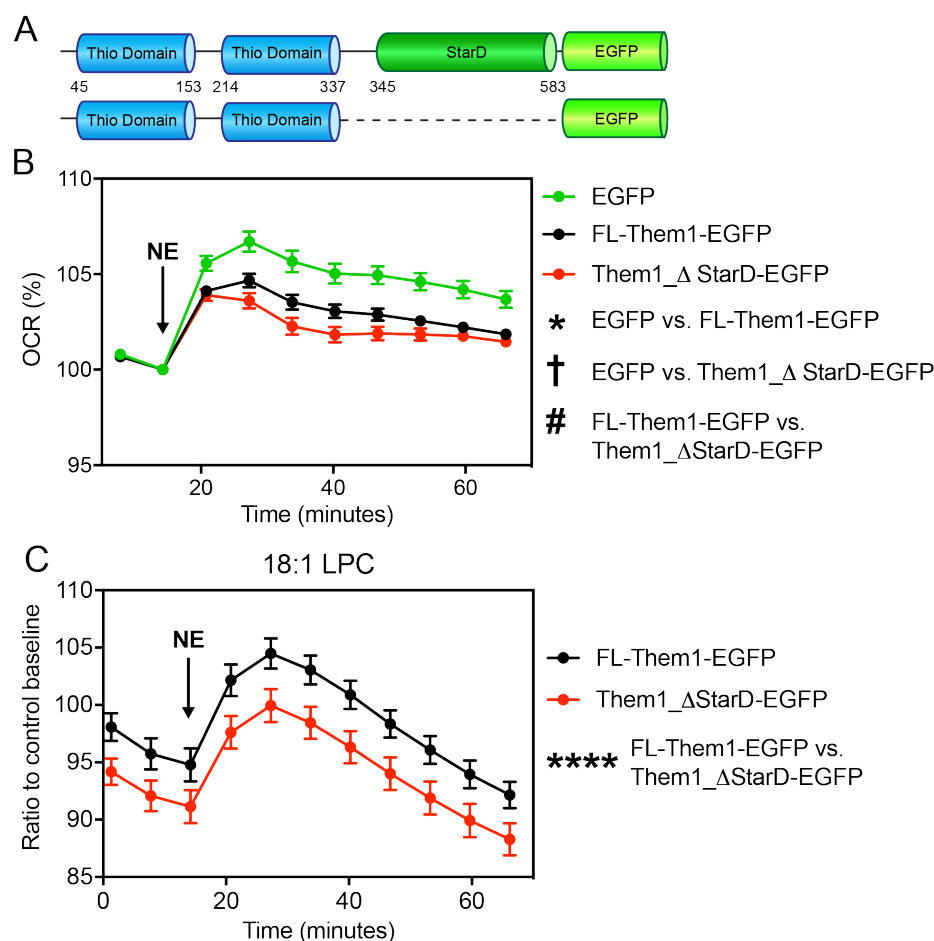 A
Thio Domain Thio Domain StarD EGFP
45 153 214 337 345 583
Thio Domain Thio Domain EGFP
B
110
105
100
95
OCR (%)
NE
20 40 60
Time (minutes)
EGFP
FL-Them1-EGFP
Them1_Δ StarD-EGFP
* EGFP vs. FL-Them1-EGFP
† EGFP vs. Them1_Δ StarD-EGFP
# FL-Them1-EGFP vs.
Them1_ΔStarD-EGFP
C
18:1 LPC
110
105
100
95
90
85
Ratio to control baseline
NE
0 20 40 60
Time (minutes)
FL-Them1-EGFP
Them1_ΔStarD-EGFP
**** FL-Them1-EGFP vs.
Them1_ΔStarD-EGFP